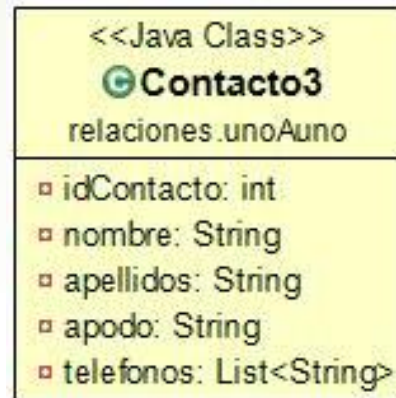 <<Java Class>>
Contacto3
relaciones.unoAuno
idContacto: int
nombre: String
apellidos: String
apodo: String
telefonos: List<String>